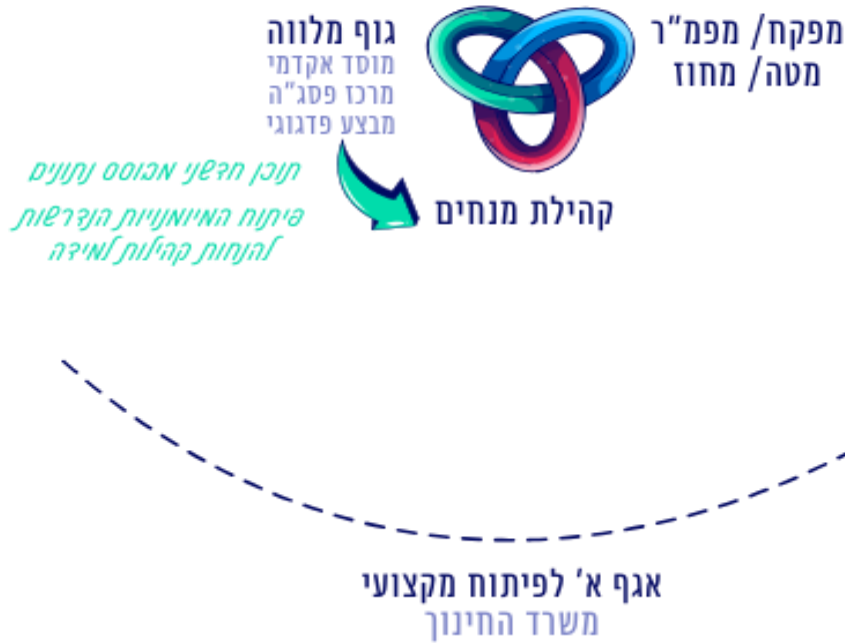 מפקח/ מפמ"ר
מטה/ מחוז
גוף מלווה
מוסד אקדמי
מרכז פסג"ה
מבצע פדגוגי
קהילת מנחים
תוכן חדשני מבוסס נתונים
פיתוח המיומנויות הנדרשות
להנחות קהילות למידה
אגף א' לפיתוח מקצועי
משרד החינוך